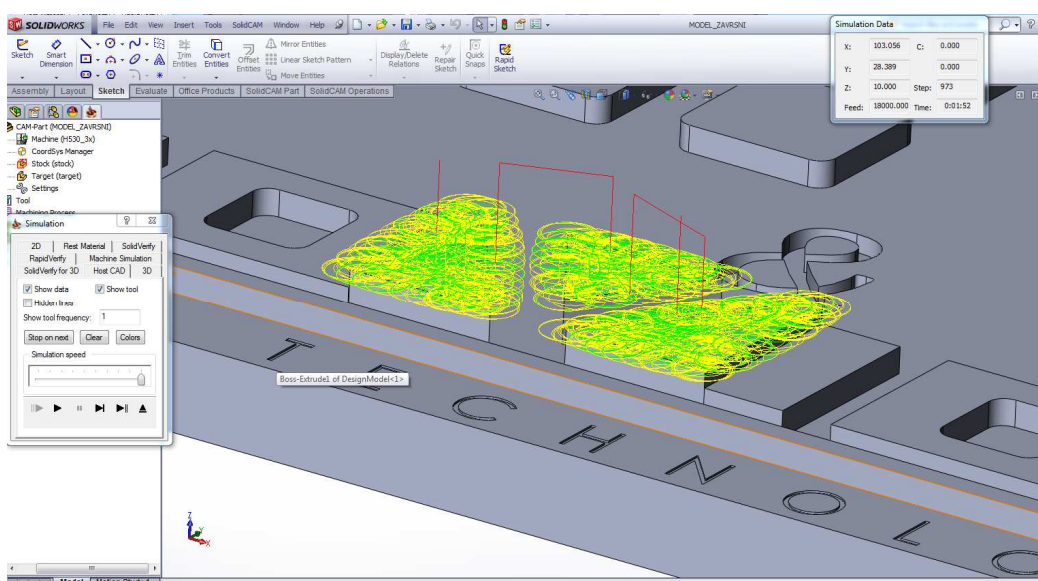 SOLIDWORKS File Edit View Insert Tools SolidCAM Window Help MODEL_ZAVRSNI
Simulation Data
X: 103.056 C: 0.000
Y: 28.389 0.000
Z: 10.000 Step: 973
Feed: 18000.000 Time: 0:01:52
Sketch Smart Dimension Trim Entities Convert Entities Offset Entities Mirror Entities Linear Sketch Pattern Move Entities Display/Delete Relations Repair Sketch Quick Snaps Rapid Sketch
Assembly Layout Sketch Evaluate Office Products SolidCAM Part SolidCAM Operations
CAM-Part (MODEL_ZAVRSNI)
Machine (H530_3x)
CoordSys Manager
Stock (stock)
Target (target)
Settings
Tool
Machining Process
Simulation
2D Rest Material SolidVerify
RapidVerify Machine Simulation
SolidVerify for 3D Host CAD 3D
Show data Show tool
Hidden lines
Show tool frequency: 1
Stop on next Clear Colors
Simulation speed
Boss-Extrude1 of DesignModel<1>
TECHNOLO
Z
Y
X
Model